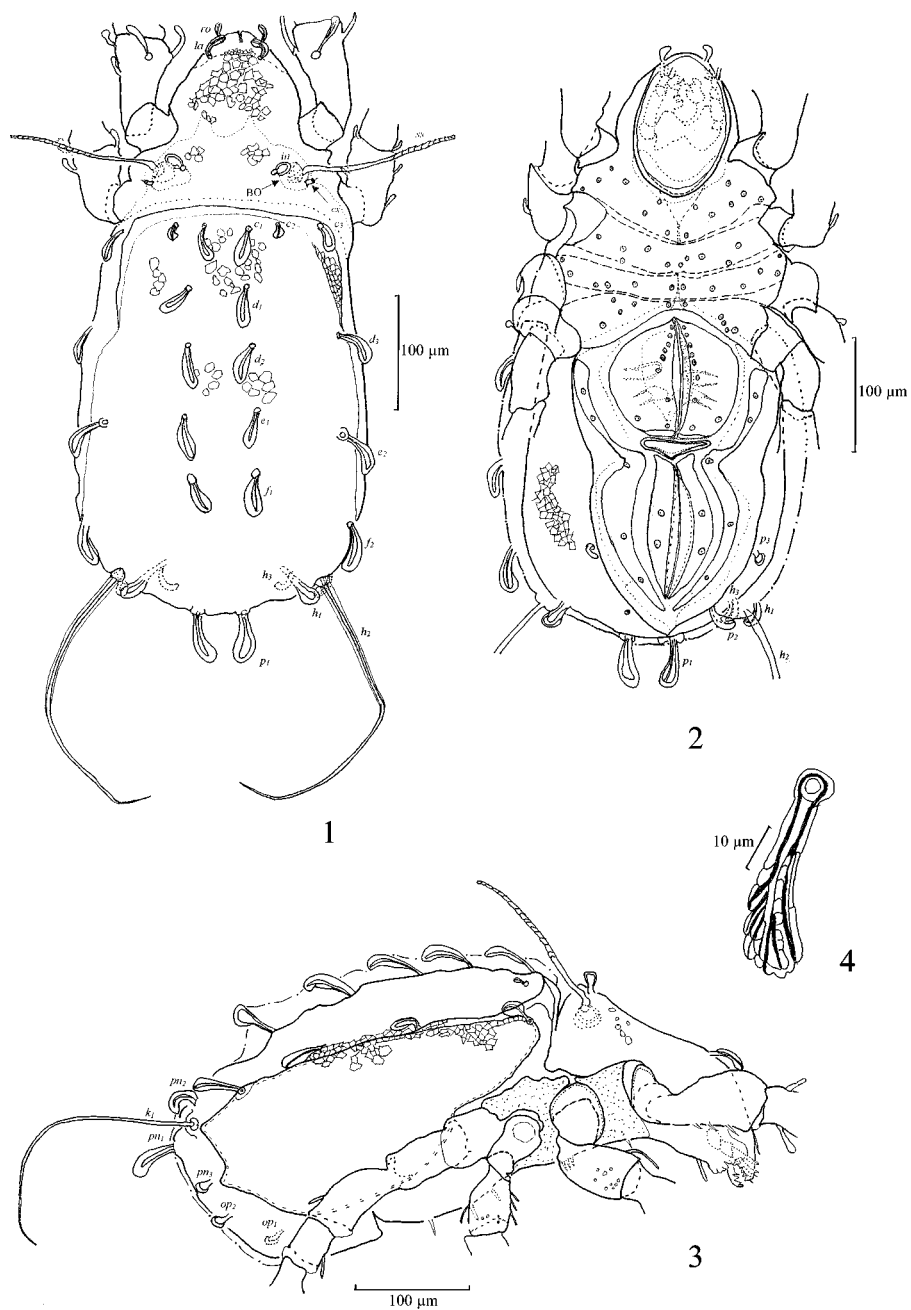 ro
la
ss
in
BO
ex
c₁
c₂
c₃
d₁
100 µm
d₃
d₂
e₁
e₂
f₁
f₂
h₃
h₁
h₂
p₁
1
100 µm
p₃
h₃
h₁
p₂
p₁
h₂
2
10 µm
4
pn₂
k₁
pn₁
pn₃
op₂
op₁
3
100 µm